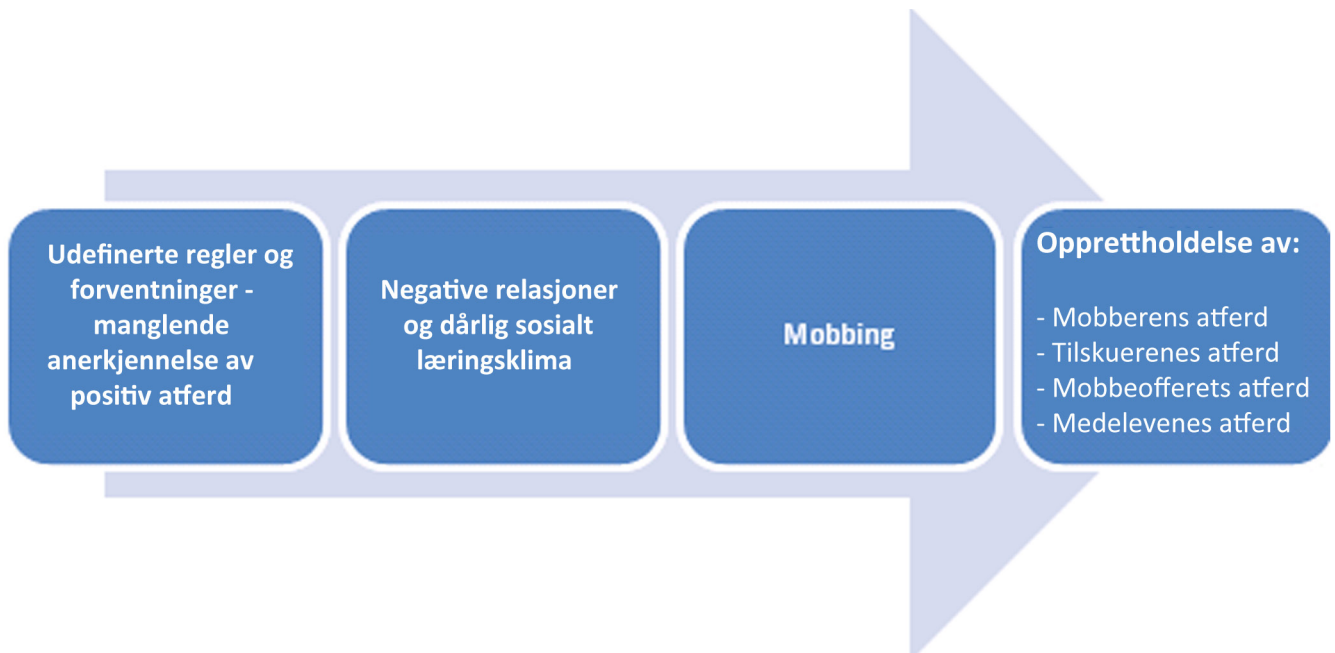 Udefinerte regler og
forventninger -
manglende
anerkjennelse av
positiv atferd
Negative relasjoner
og dårlig sosialt
læringsklima
Mobbing
Opprettholdelse av:
- Mobberens atferd
- Tilskuerenes atferd
- Mobbeofferets atferd
- Medelevenes atferd